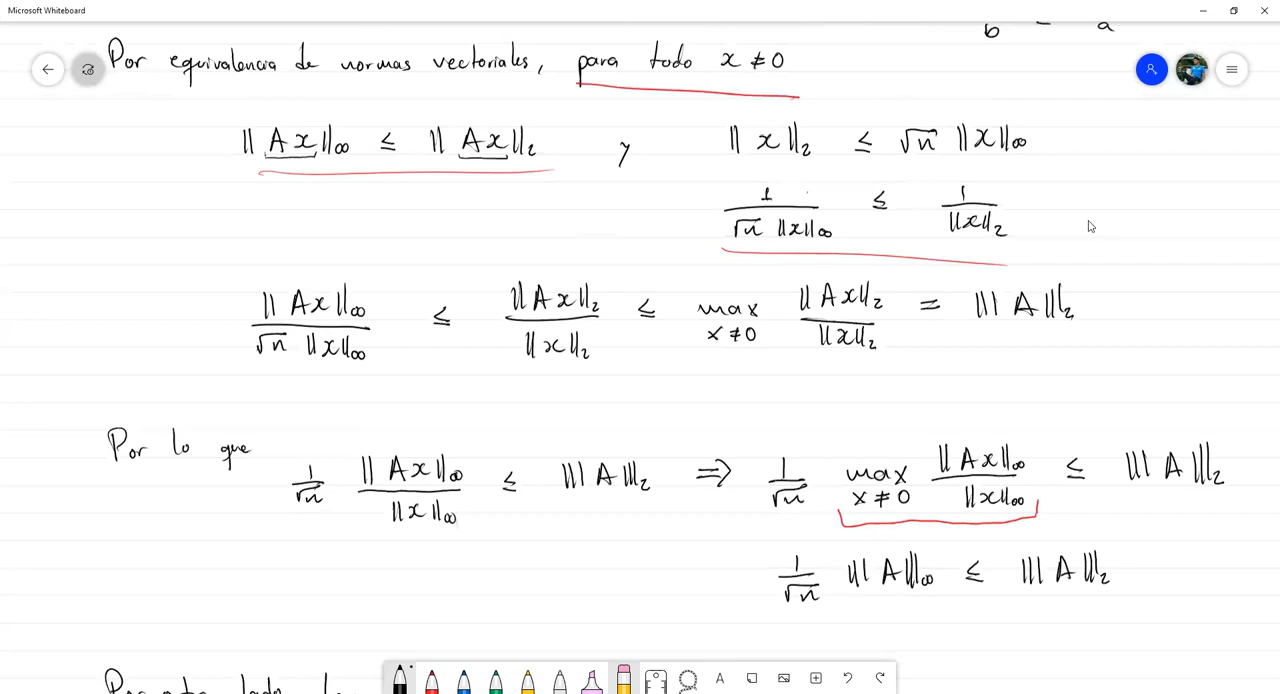 Microsoft Whiteboard
b = a
Por equivalencia de normas vectoriales, para todo x ≠ 0
‖Ax‖∞ ≤ ‖Ax‖₂ y ‖x‖₂ ≤ √n ‖x‖∞
1/(√n ‖x‖∞) ≤ 1/‖x‖₂
‖Ax‖∞/(√n ‖x‖∞) ≤ ‖Ax‖₂/‖x‖₂ ≤ max x≠0 ‖Ax‖₂/‖x‖₂ = |||A|||₂
Por lo que
1/√n ‖Ax‖∞/‖x‖∞ ≤ |||A|||₂ ⇒ 1/√n max x≠0 ‖Ax‖∞/‖x‖∞ ≤ |||A|||₂
1/√n |||A|||∞ ≤ |||A|||₂